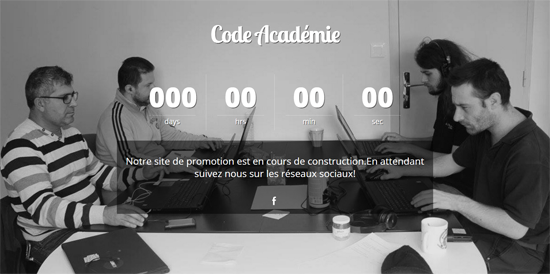 Code Académie
000 00 00 00
days hrs min sec
Notre site de promotion est en cours de construction.En attendant
suivez nous sur les réseaux sociaux!
f